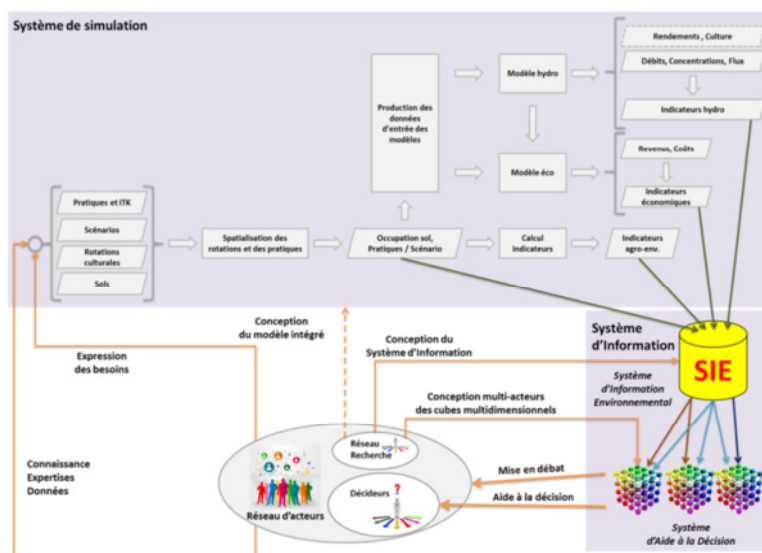 Système de simulation
Rendements, Culture
Débits, Concentrations, Flux
Indicateurs hydro
Modèle hydro
Production des
données
d'entrée des
modèles
Modèle éco
Revenus, Coûts
Indicateurs
économiques
Pratiques et ITK
Scénarios
Rotations
culturales
Sols
Spatialisation des
rotations et des pratiques
Occupation sol,
Pratiques / Scénario
Calcul
indicateurs
Indicateurs
agro-env.
Conception
du modèle intégré
Expression
des besoins
Conception du
Système d'Information
Conception multi-acteurs
des cubes multidimensionnels
Système
d'Information
SIE
Système
d'Information
Environnemental
Connaissance
Expertises
Données
Réseau
Recherche
Réseau d'acteurs
Décideurs ?
Mise en débat
Aide à la décision
Système
d'Aide à la Décision